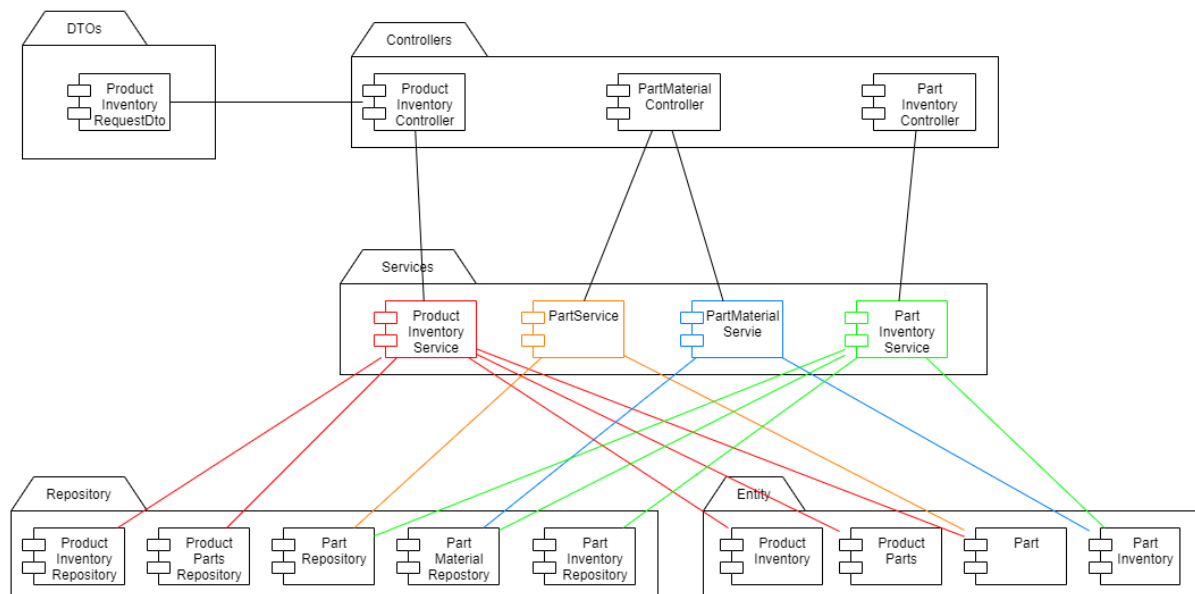 DTOs
Product
Inventory
RequestDto
Controllers
Product
Inventory
Controller
PartMaterial
Controller
Part
Inventory
Controller
Services
Product
Inventory
Service
PartService
PartMaterial
Servie
Part
Inventory
Service
Repository
Product
Inventory
Repository
Product
Parts
Repository
Part
Repository
Part
Material
Repostory
Part
Inventory
Repository
Entity
Product
Inventory
Product
Parts
Part
Part
Inventory